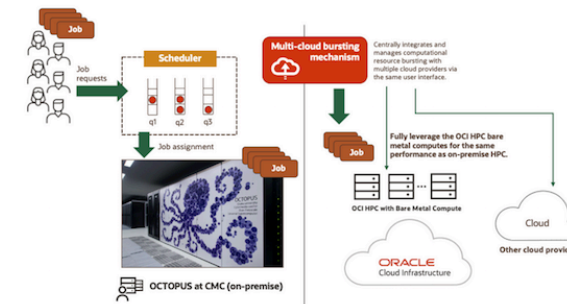 Job
Job
requests
Scheduler
q1 q2 q3
Job assignment
Job
OCTOPUS
OCTOPUS at CMC (on-premise)
Multi-cloud bursting
mechanism
Centrally integrates and
manages computational
resource bursting with
multiple cloud providers via
the same user interface.
Job
Fully leverage the OCI HPC bare
metal computes for the same
performance as on-premise HPC.
OCI HPC with Bare Metal Compute
ORACLE
Cloud Infrastructure
Cloud
Other cloud provid